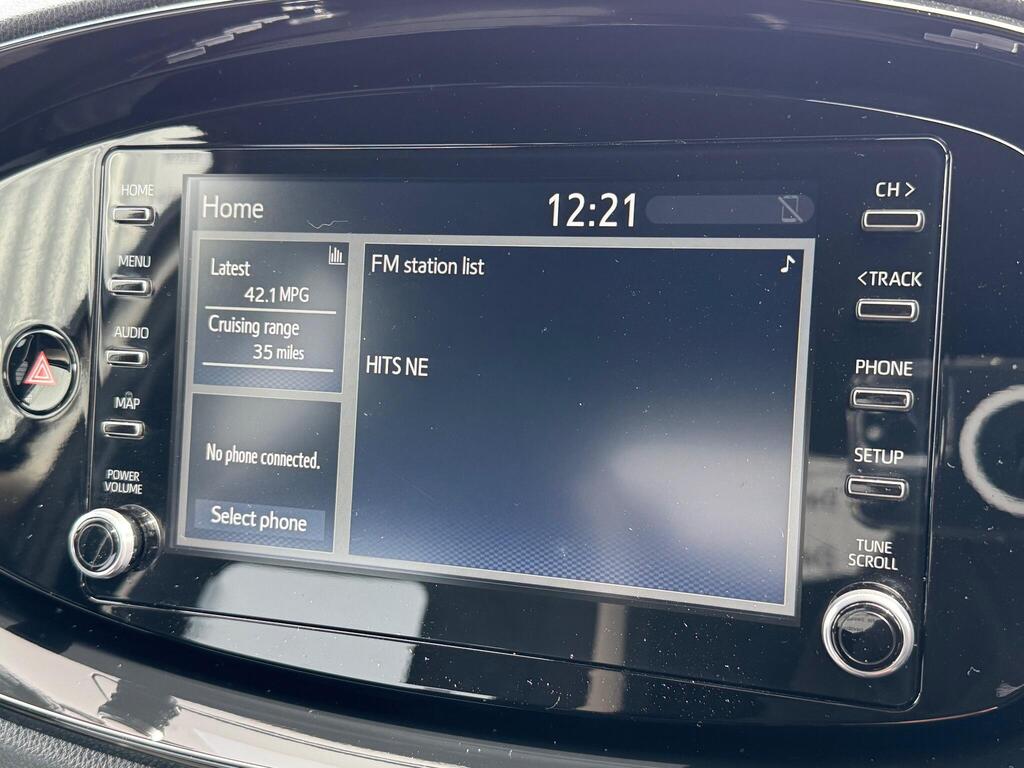 HOME
MENU
AUDIO
MAP
POWER
VOLUME
Home
12:21
Latest
42.1 MPG
Cruising range
35 miles
No phone connected.
Select phone
FM station list
HITS NE
CH >
< TRACK
PHONE
SETUP
TUNE
SCROLL